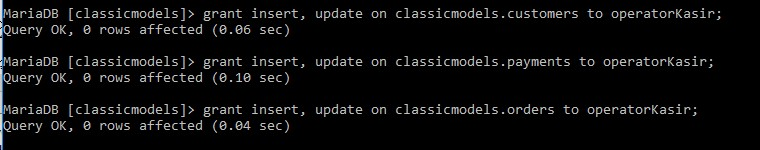 MariaDB [classicmodels]> grant insert, update on classicmodels.customers to operatorKasir;
Query OK, 0 rows affected (0.06 sec)
MariaDB [classicmodels]> grant insert, update on classicmodels.payments to operatorKasir;
Query OK, 0 rows affected (0.10 sec)
MariaDB [classicmodels]> grant insert, update on classicmodels.orders to operatorKasir;
Query OK, 0 rows affected (0.04 sec)